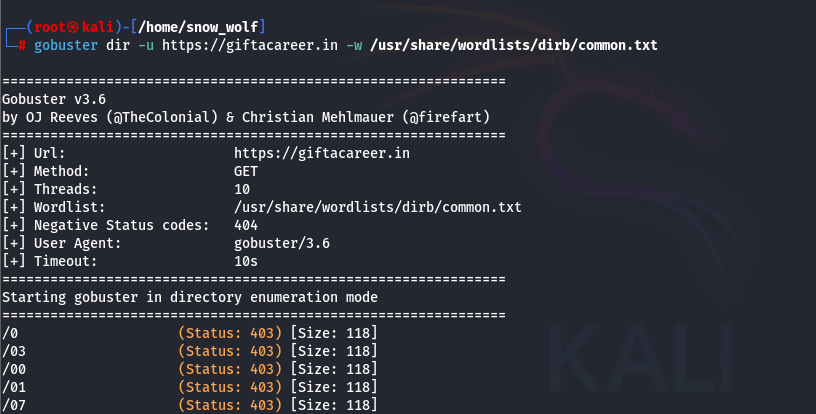 (root㉿kali)-[/home/snow_wolf]
# gobuster dir -u https://giftacareer.in -w /usr/share/wordlists/dirb/common.txt
===============================================================
Gobuster v3.6
by OJ Reeves (@TheColonial) & Christian Mehlmauer (@firefart)
===============================================================
[+] Url: https://giftacareer.in
[+] Method: GET
[+] Threads: 10
[+] Wordlist: /usr/share/wordlists/dirb/common.txt
[+] Negative Status codes: 404
[+] User Agent: gobuster/3.6
[+] Timeout: 10s
===============================================================
Starting gobuster in directory enumeration mode
===============================================================
/0 (Status: 403) [Size: 118]
/03 (Status: 403) [Size: 118]
/00 (Status: 403) [Size: 118]
/01 (Status: 403) [Size: 118]
/07 (Status: 403) [Size: 118]
KALI